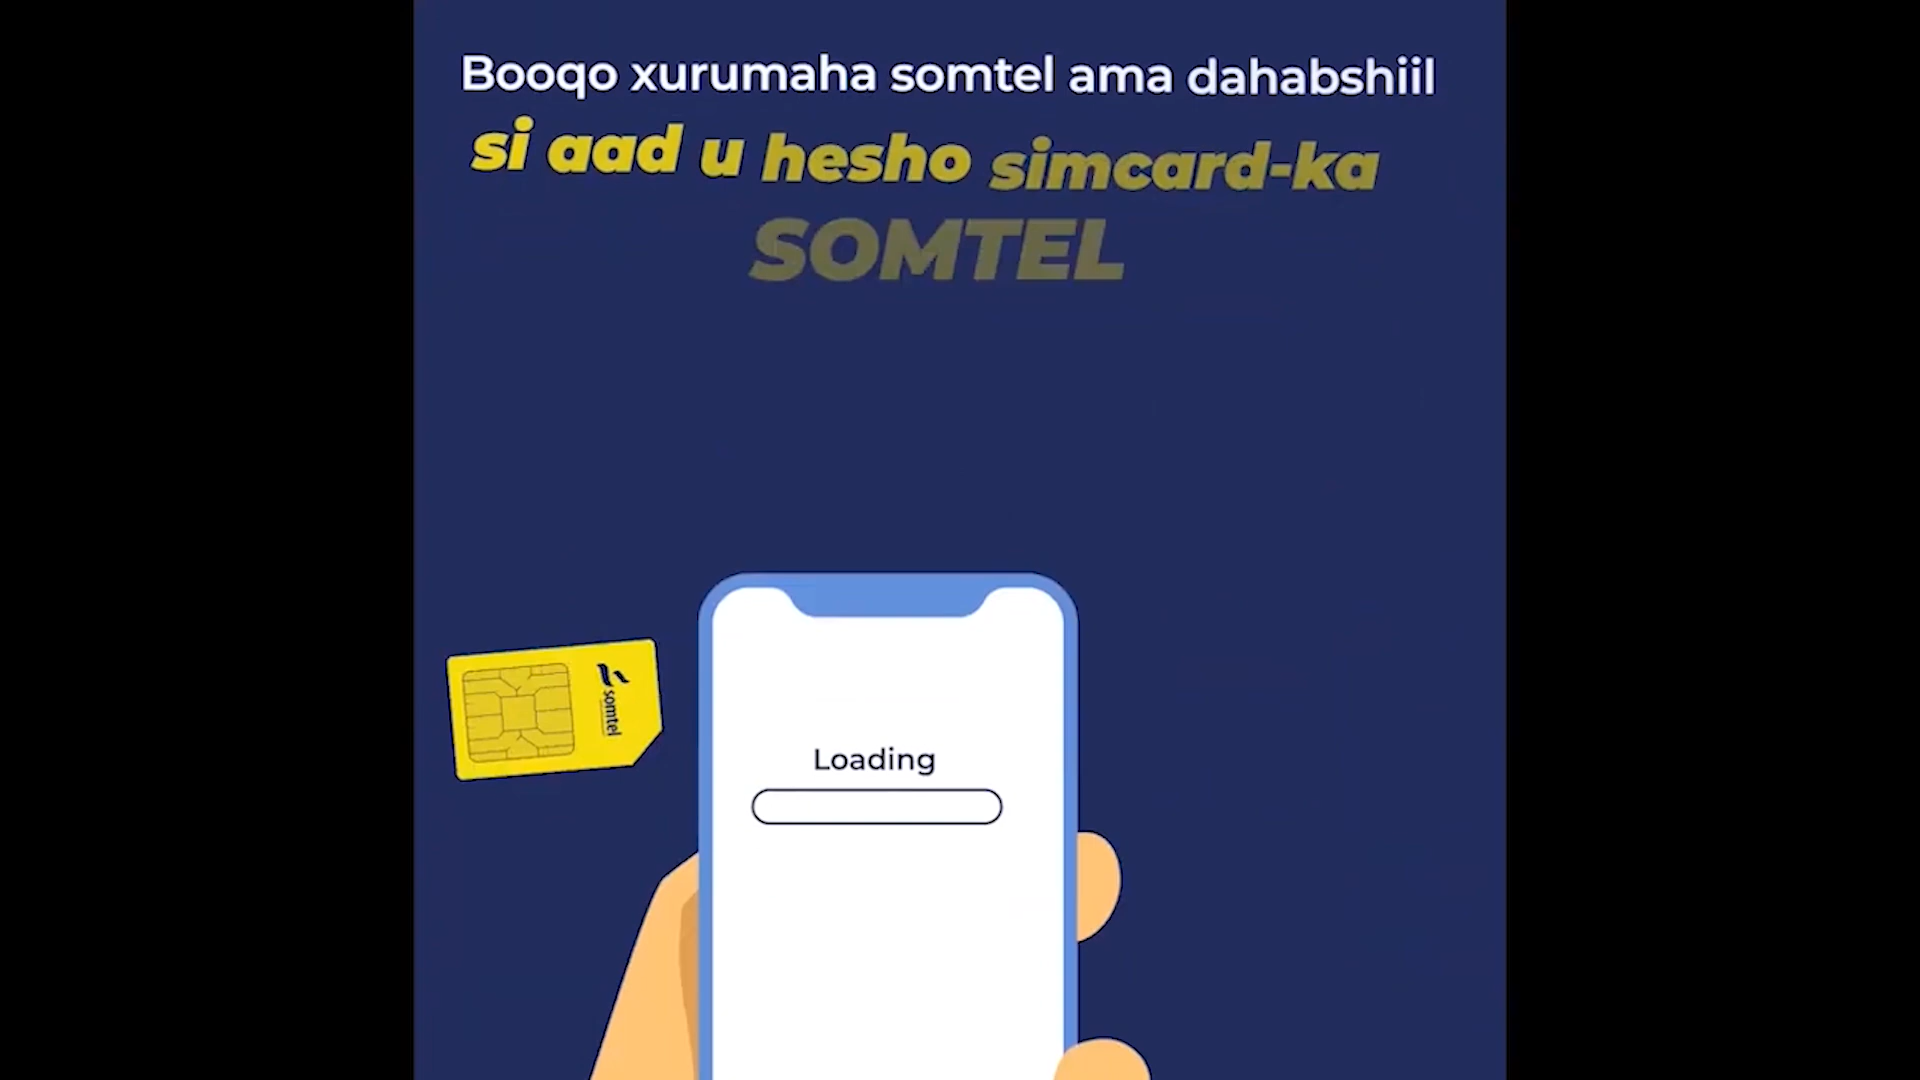 Booqo xurumaha somtel ama dahabshiil
si aad u hesho simcard-ka
SOMTEL
somtel
Loading